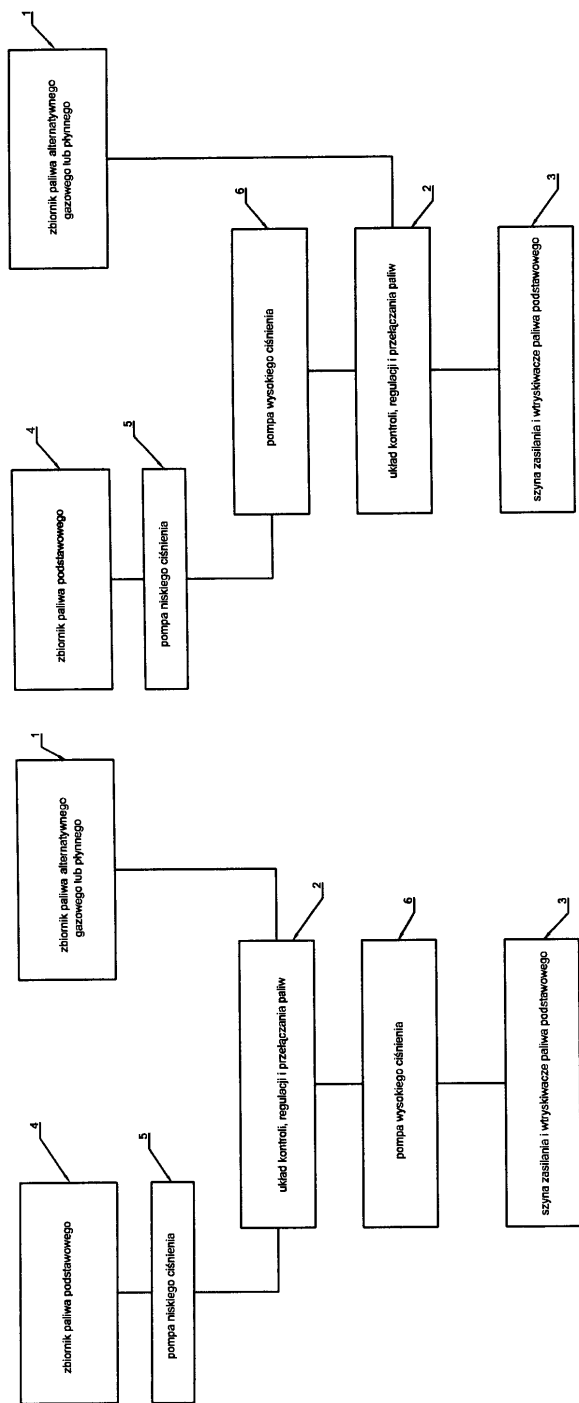 4
zbiornik paliwa podstawowego
1
zbiornik paliwa alternatywnego
gazowego lub płynnego
5
pompa niskiego ciśnienia
2
układ kontroli, regulacji i przełączania paliw
6
pompa wysokiego ciśnienia
3
szyna zasilania i wtryskiwacze paliwa podstawowego
4
zbiornik paliwa podstawowego
1
zbiornik paliwa alternatywnego
gazowego lub płynnego
5
pompa niskiego ciśnienia
6
pompa wysokiego ciśnienia
2
układ kontroli, regulacji i przełączania paliw
3
szyna zasilania i wtryskiwacze paliwa podstawowego